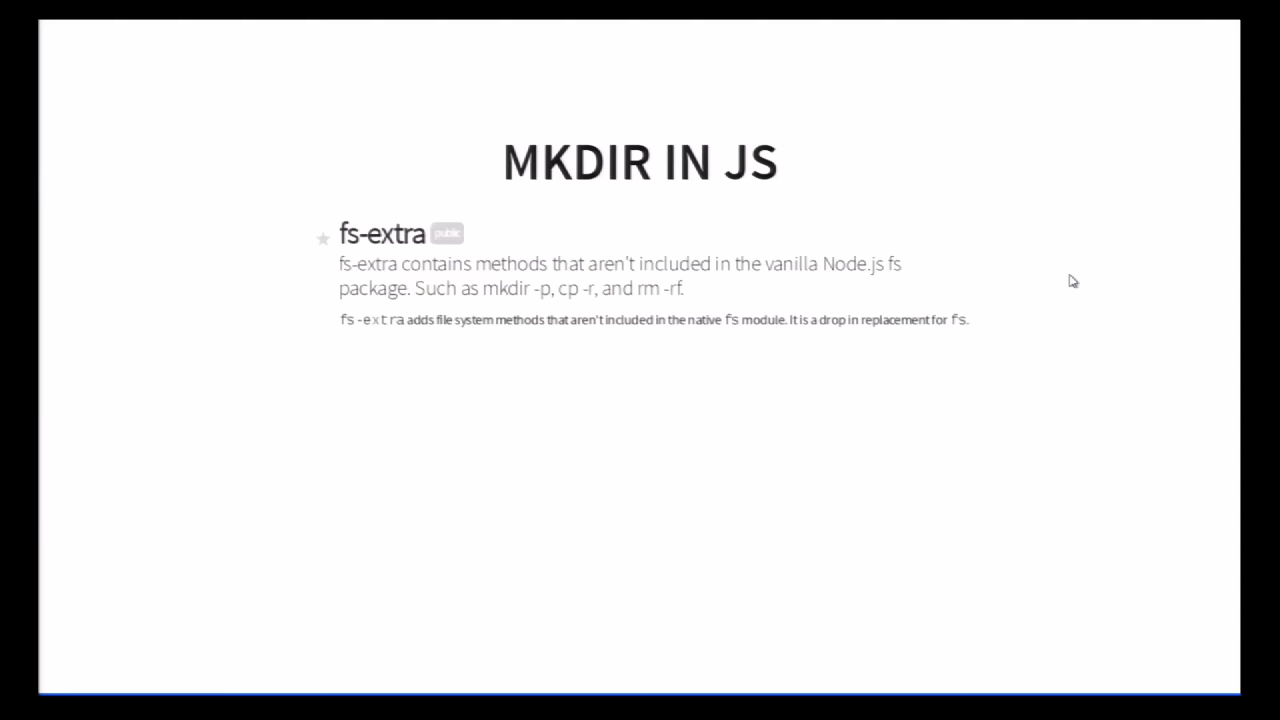 MKDIR IN JS
fs-extra public
fs-extra contains methods that aren't included in the vanilla Node.js fs
package. Such as mkdir -p, cp -r, and rm -rf.
fs-extra adds file system methods that aren't included in the native fs module. It is a drop in replacement for fs.